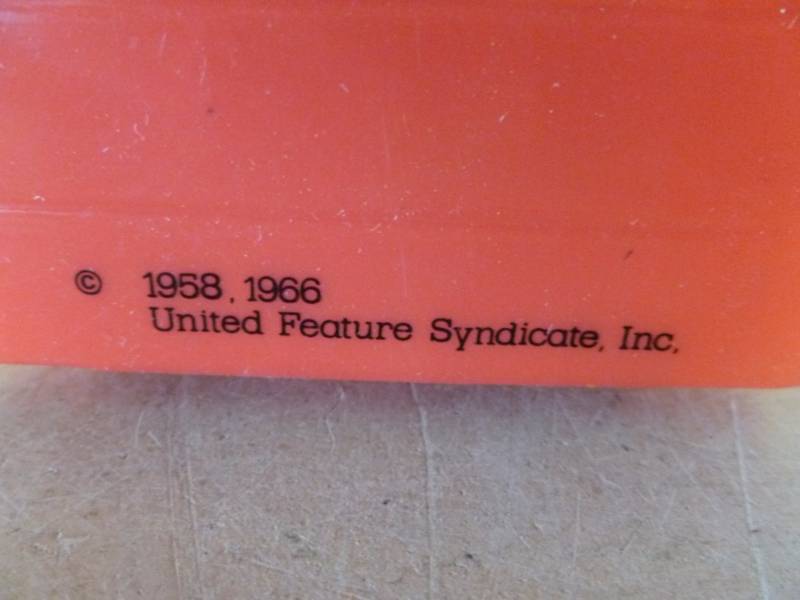 © 1958, 1966
United Feature Syndicate, Inc.